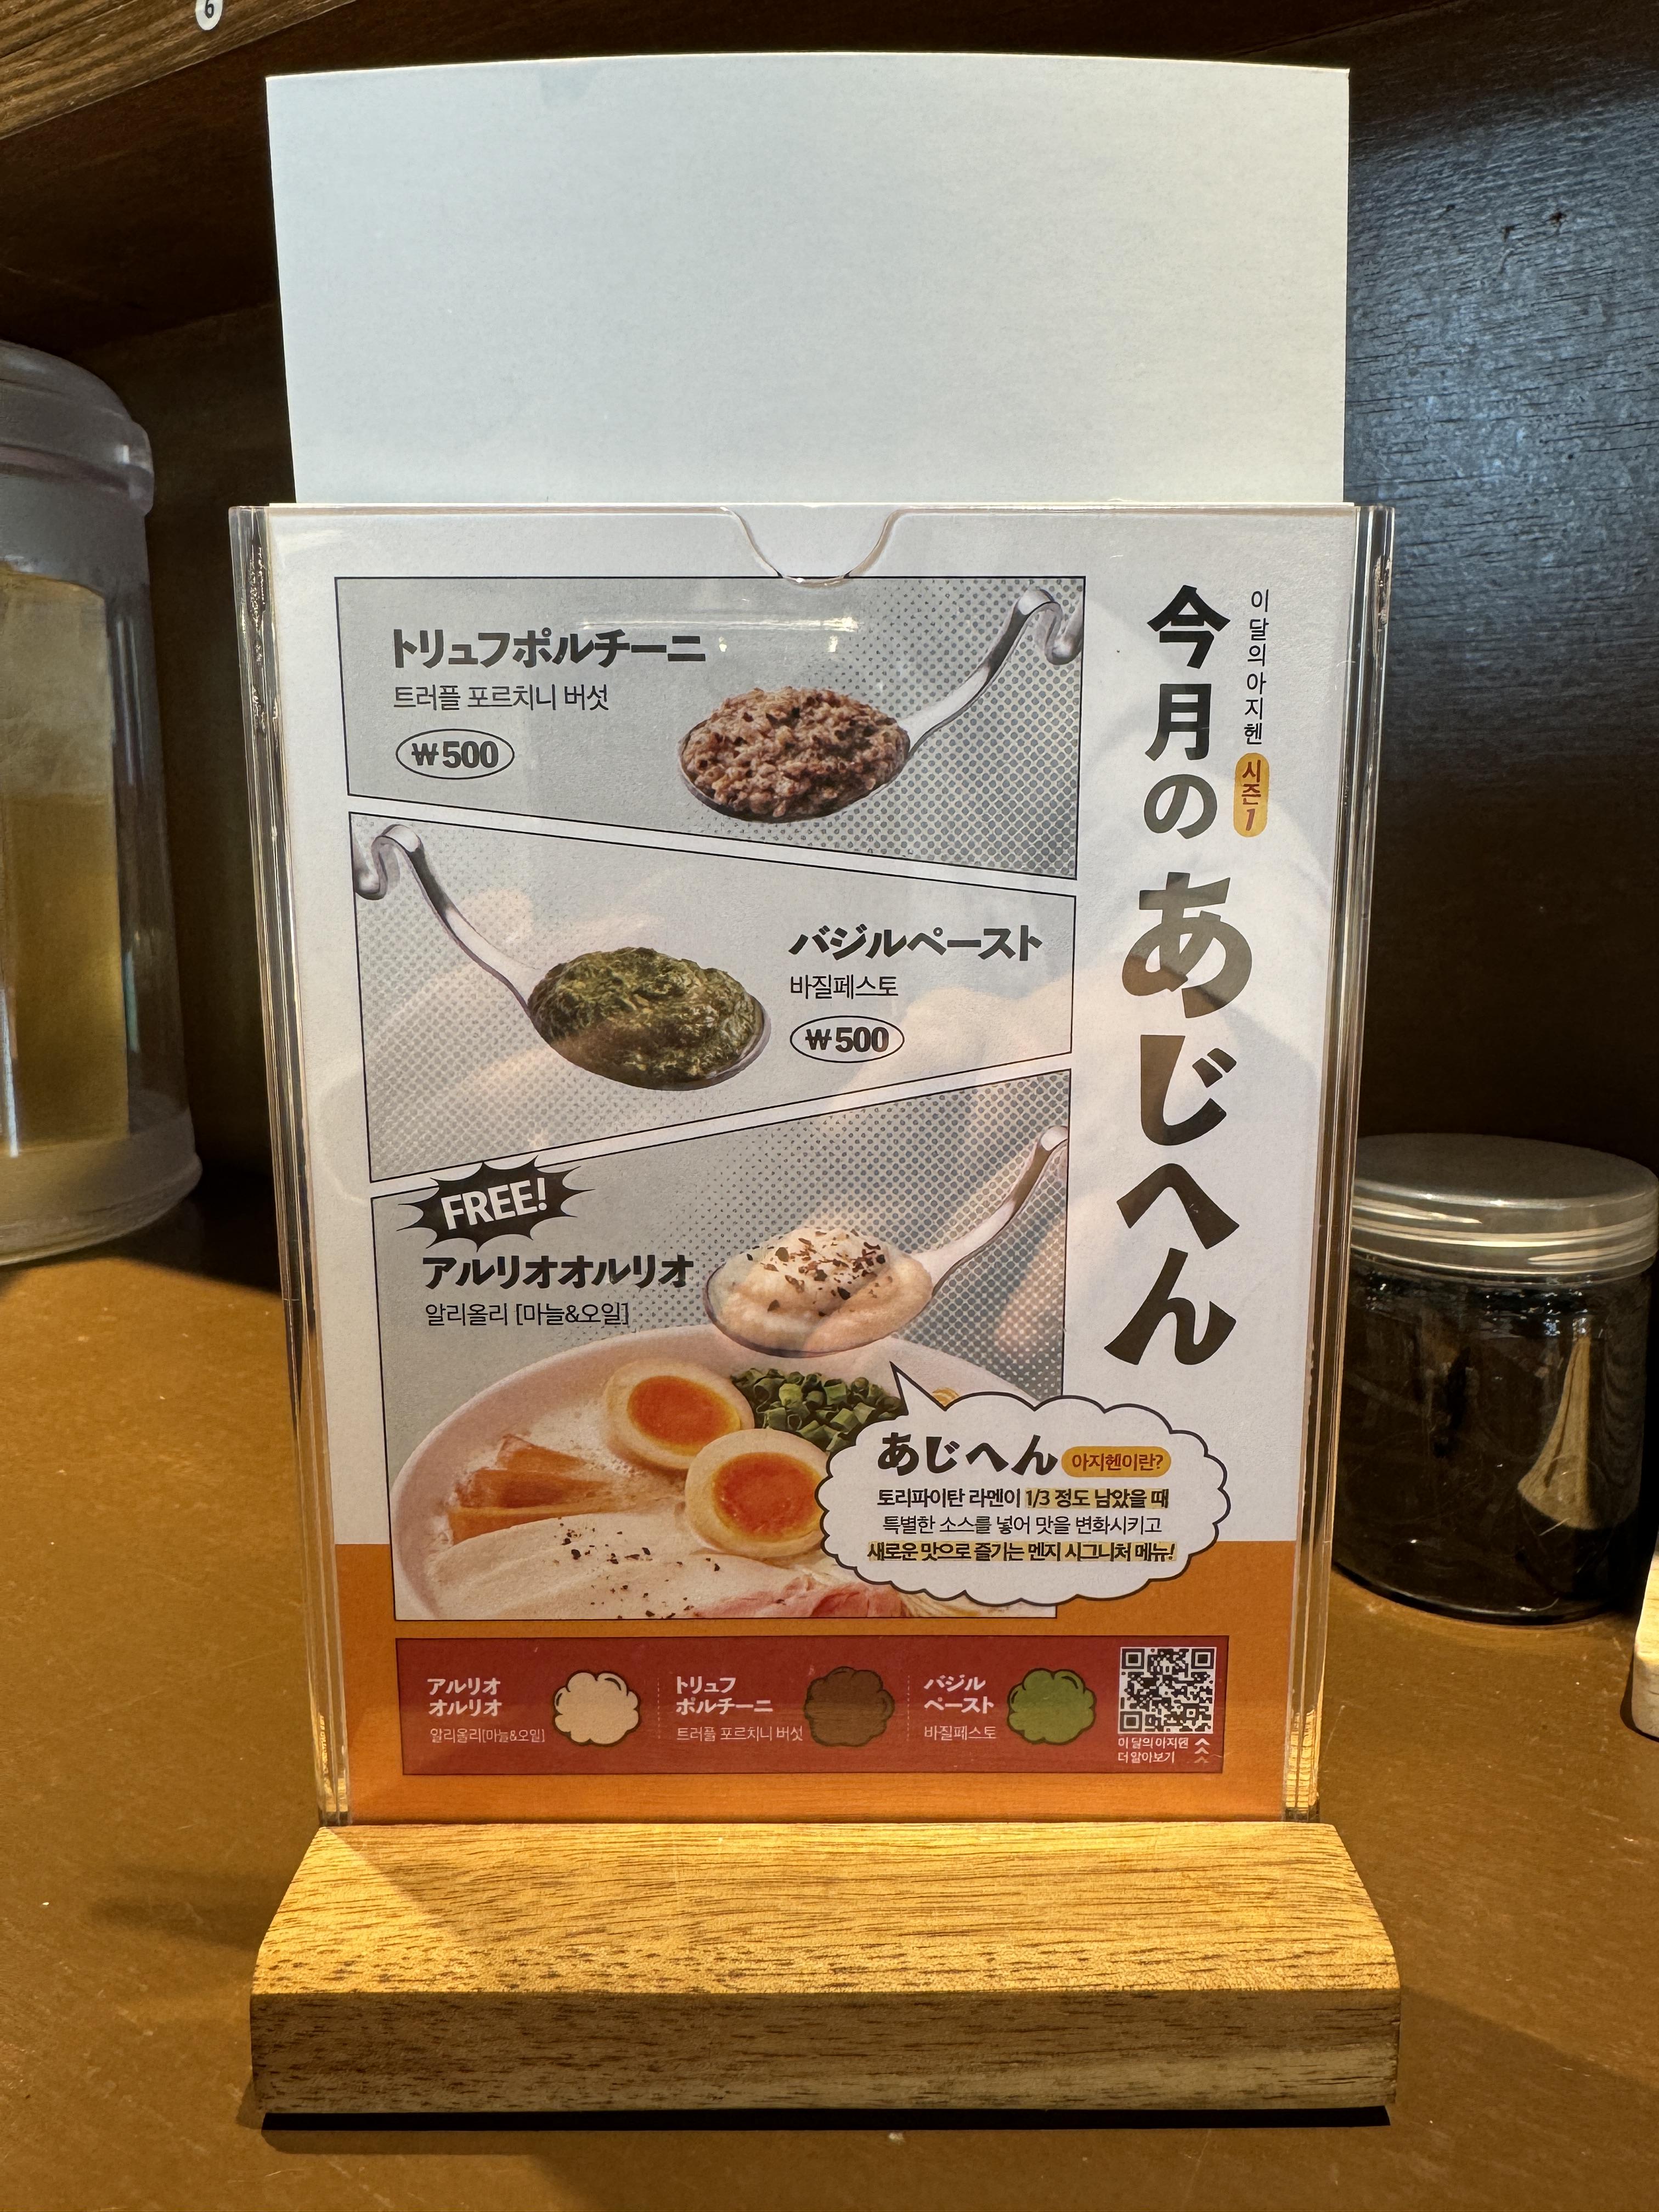 6
今月のあじへん
이달의 아지헨
시즌1
トリュフポルチーニ
트러플 포르치니 버섯
₩500
バジルペースト
바질페스토
₩500
FREE!
アルリオオルリオ
알리올리 [마늘&오일]
あじへん 아지헨이란?
토리파이탄 라멘이 1/3 정도 남았을 때
특별한 소스를 넣어 맛을 변화시키고
새로운 맛으로 즐기는 멘지 시그니처 메뉴!
アルリオ
オルリオ
알리올리[마늘&오일]
トリュフ
ポルチーニ
트러플 포르치니 버섯
バジル
ペースト
바질페스토
이 달의 아지헨
더 알아보기